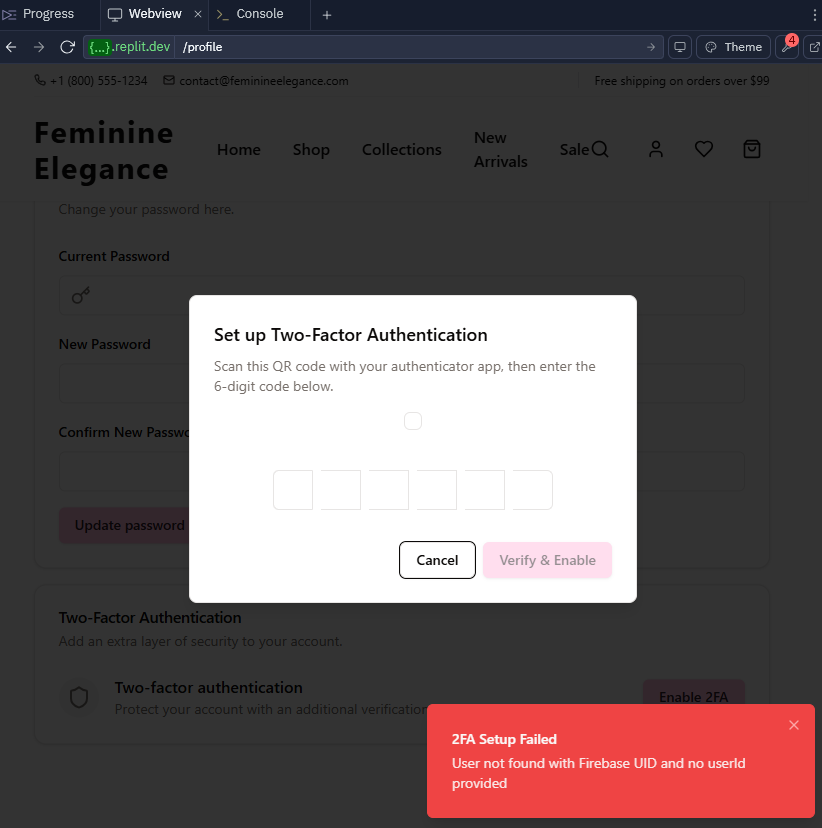 Progress
Webview
Console
{...}.replit.dev
/profile
Theme
4
+1 (800) 555-1234
contact@feminineelegance.com
Free shipping on orders over $99
Feminine
Elegance
Home
Shop
Collections
New
Arrivals
Sale
Change your password here.
Current Password
New Password
Confirm New Passwo
Update password
Set up Two-Factor Authentication
Scan this QR code with your authenticator app, then enter the
6-digit code below.
Cancel
Verify & Enable
Two-Factor Authentication
Add an extra layer of security to your account.
Two-factor authentication
Protect your account with an additional verification
Enable 2FA
2FA Setup Failed
User not found with Firebase UID and no userId
provided